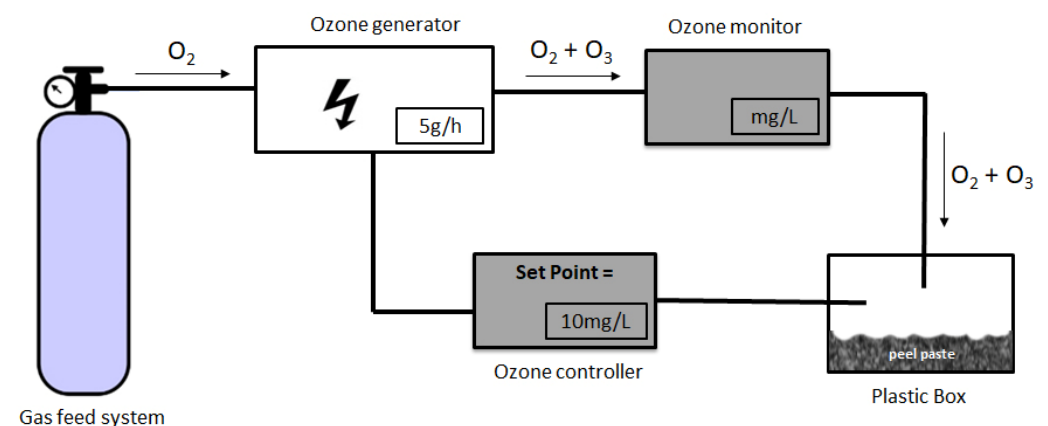 Ozone generator
Ozone monitor
O₂
O₂ + O₃
5g/h
mg/L
O₂ + O₃
Set Point =
10mg/L
peel paste
Ozone controller
Plastic Box
Gas feed system